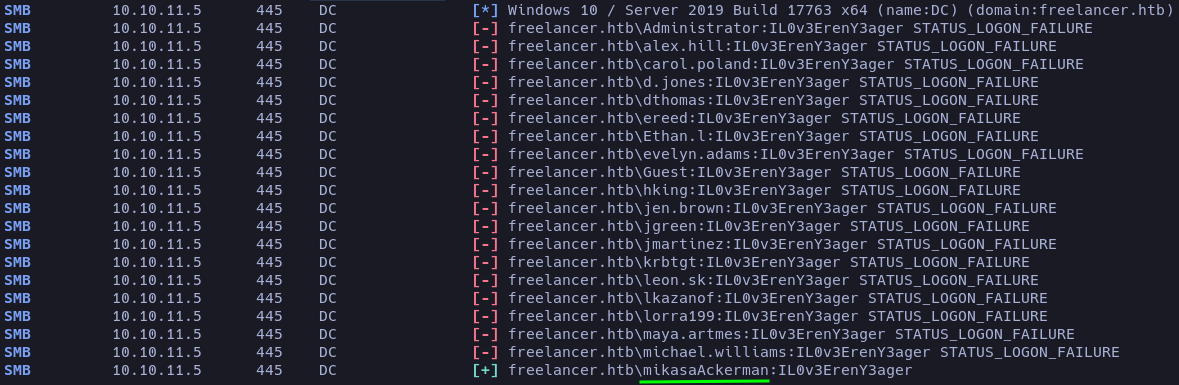 SMB 10.10.11.5 445 DC [*] Windows 10 / Server 2019 Build 17763 x64 (name:DC) (domain:freelancer.htb)
SMB 10.10.11.5 445 DC [-] freelancer.htb\Administrator:IL0v3ErenY3ager STATUS_LOGON_FAILURE
SMB 10.10.11.5 445 DC [-] freelancer.htb\alex.hill:IL0v3ErenY3ager STATUS_LOGON_FAILURE
SMB 10.10.11.5 445 DC [-] freelancer.htb\carol.poland:IL0v3ErenY3ager STATUS_LOGON_FAILURE
SMB 10.10.11.5 445 DC [-] freelancer.htb\d.jones:IL0v3ErenY3ager STATUS_LOGON_FAILURE
SMB 10.10.11.5 445 DC [-] freelancer.htb\dthomas:IL0v3ErenY3ager STATUS_LOGON_FAILURE
SMB 10.10.11.5 445 DC [-] freelancer.htb\ereed:IL0v3ErenY3ager STATUS_LOGON_FAILURE
SMB 10.10.11.5 445 DC [-] freelancer.htb\Ethan.l:IL0v3ErenY3ager STATUS_LOGON_FAILURE
SMB 10.10.11.5 445 DC [-] freelancer.htb\evelyn.adams:IL0v3ErenY3ager STATUS_LOGON_FAILURE
SMB 10.10.11.5 445 DC [-] freelancer.htb\Guest:IL0v3ErenY3ager STATUS_LOGON_FAILURE
SMB 10.10.11.5 445 DC [-] freelancer.htb\hking:IL0v3ErenY3ager STATUS_LOGON_FAILURE
SMB 10.10.11.5 445 DC [-] freelancer.htb\jen.brown:IL0v3ErenY3ager STATUS_LOGON_FAILURE
SMB 10.10.11.5 445 DC [-] freelancer.htb\jgreen:IL0v3ErenY3ager STATUS_LOGON_FAILURE
SMB 10.10.11.5 445 DC [-] freelancer.htb\jmartinez:IL0v3ErenY3ager STATUS_LOGON_FAILURE
SMB 10.10.11.5 445 DC [-] freelancer.htb\krbtgt:IL0v3ErenY3ager STATUS_LOGON_FAILURE
SMB 10.10.11.5 445 DC [-] freelancer.htb\leon.sk:IL0v3ErenY3ager STATUS_LOGON_FAILURE
SMB 10.10.11.5 445 DC [-] freelancer.htb\lkazanof:IL0v3ErenY3ager STATUS_LOGON_FAILURE
SMB 10.10.11.5 445 DC [-] freelancer.htb\lorra199:IL0v3ErenY3ager STATUS_LOGON_FAILURE
SMB 10.10.11.5 445 DC [-] freelancer.htb\maya.artmes:IL0v3ErenY3ager STATUS_LOGON_FAILURE
SMB 10.10.11.5 445 DC [-] freelancer.htb\michael.williams:IL0v3ErenY3ager STATUS_LOGON_FAILURE
SMB 10.10.11.5 445 DC [+] freelancer.htb\mikasaAckerman:IL0v3ErenY3ager